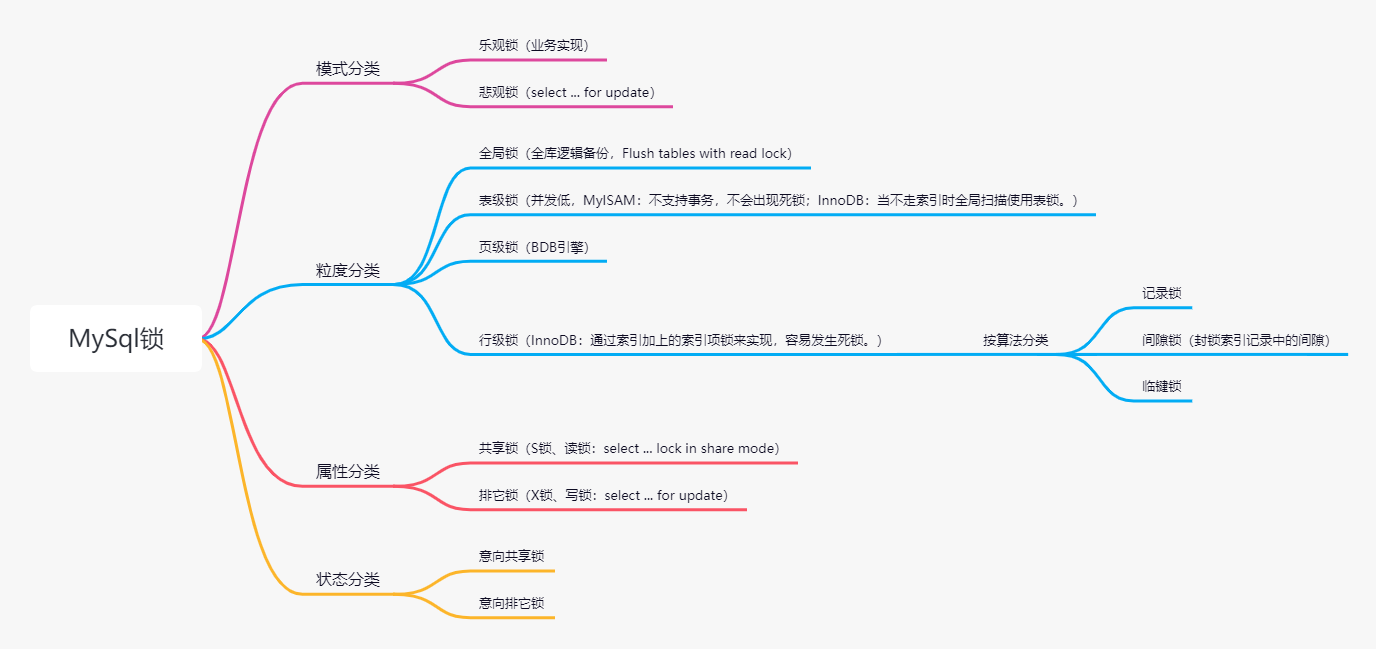 MySql锁
模式分类
乐观锁（业务实现）
悲观锁（select ... for update）
粒度分类
全局锁（全库逻辑备份，Flush tables with read lock）
表级锁（并发低，MyISAM：不支持事务，不会出现死锁；InnoDB：当不走索引时全局扫描使用表锁。）
页级锁（BDB引擎）
行级锁（InnoDB：通过索引加上的索引项锁来实现，容易发生死锁。）
按算法分类
记录锁
间隙锁（封锁索引记录中的间隙）
临键锁
属性分类
共享锁（S锁、读锁：select ... lock in share mode）
排它锁（X锁、写锁：select ... for update）
状态分类
意向共享锁
意向排它锁